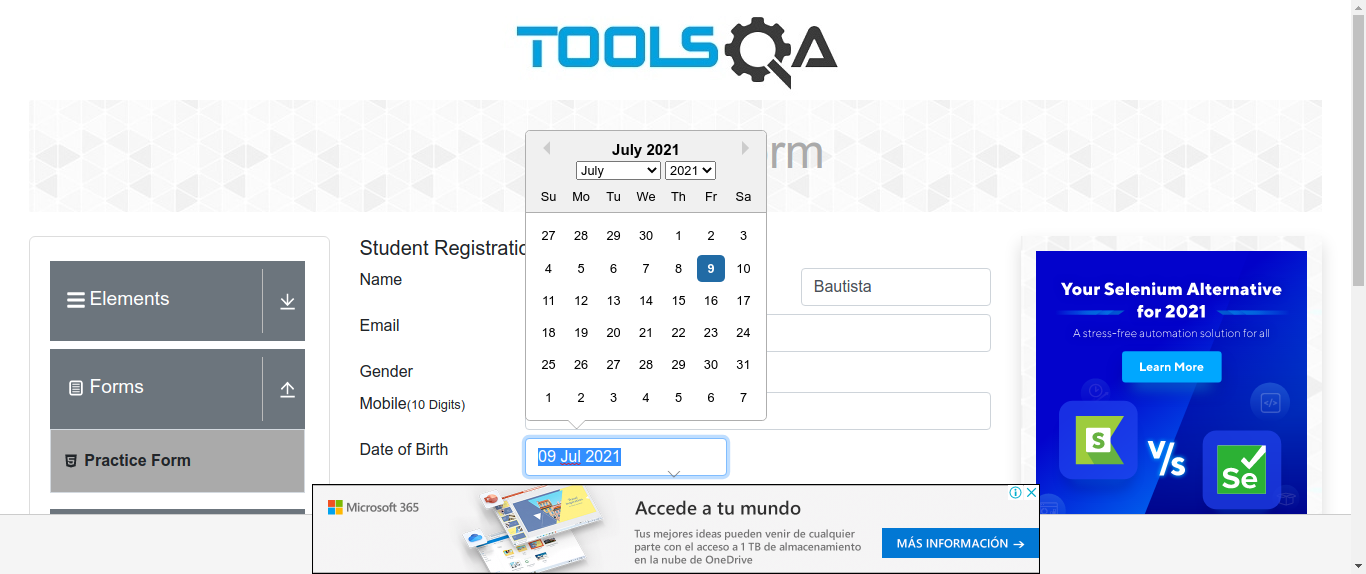 TOOLSQA
rm
July 2021
July 2021
Su Mo Tu We Th Fr Sa
27 28 29 30 1 2 3
4 5 6 7 8 9 10
11 12 13 14 15 16 17
18 19 20 21 22 23 24
25 26 27 28 29 30 31
1 2 3 4 5 6 7
Elements
Forms
Practice Form
Student Registratio
Name
Bautista
Email
Gender
Mobile(10 Digits)
Date of Birth
09 Jul 2021
Your Selenium Alternative
for 2021
A stress-free automation solution for all
Learn More
S
V/s
Se
Microsoft 365
Accede a tu mundo
Tus mejores ideas pueden venir de cualquier
parte con el acceso a 1 TB de almacenamiento
en la nube de OneDrive
MÁS INFORMACIÓN →